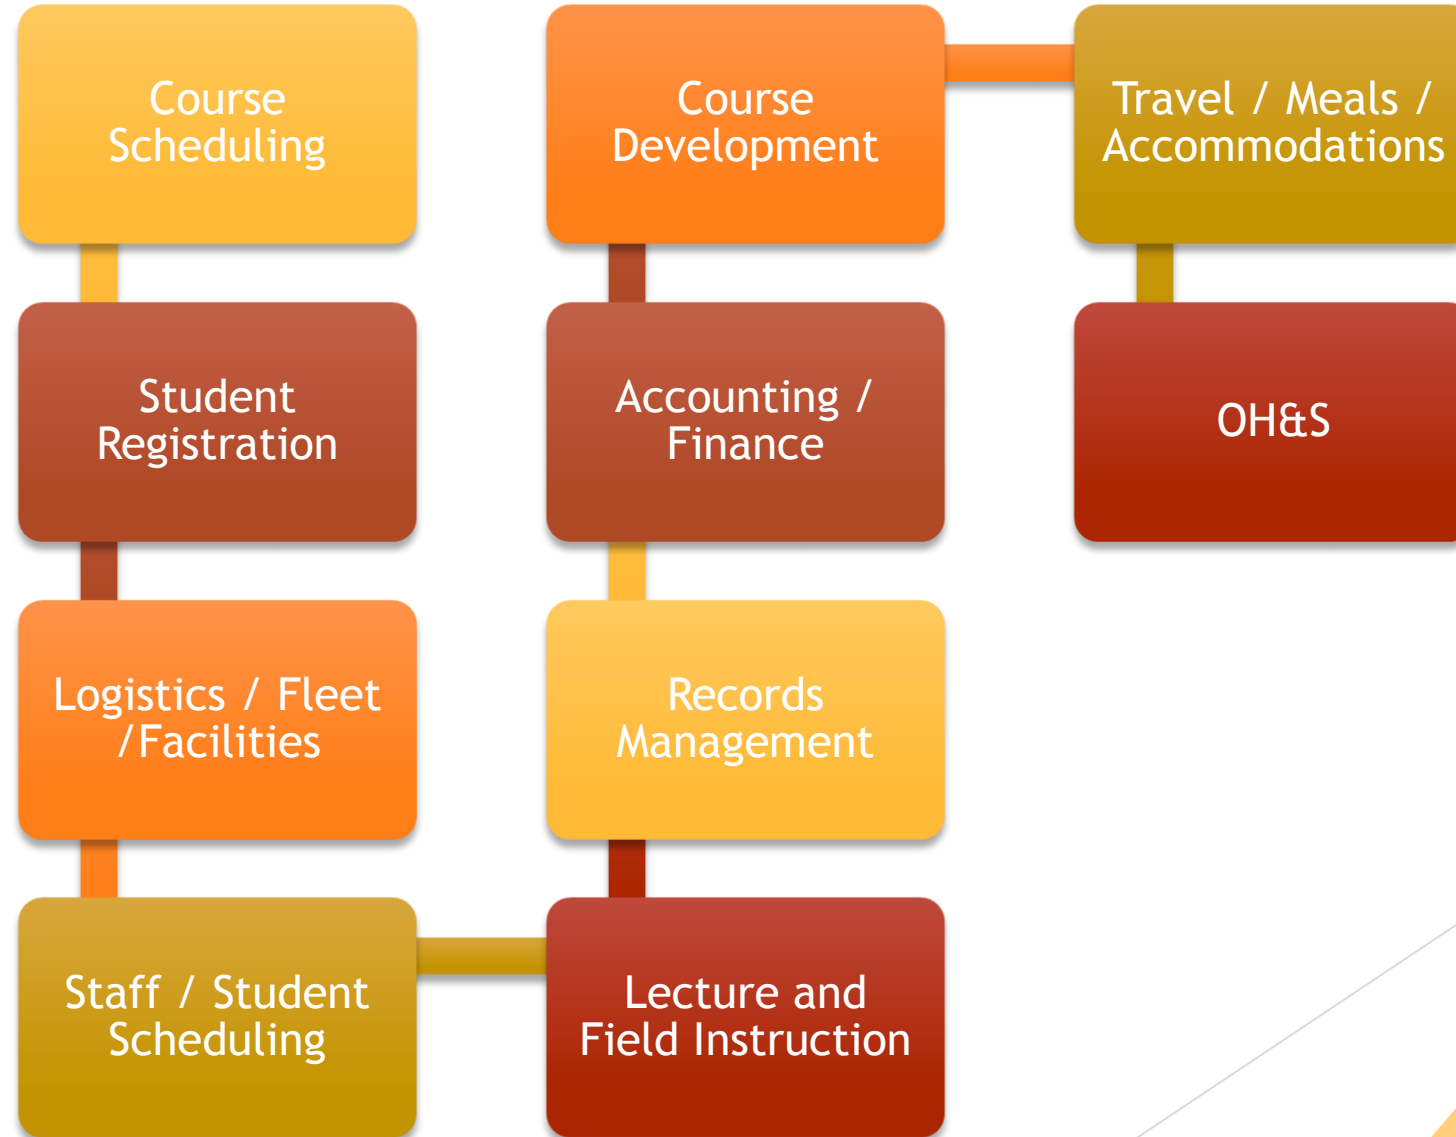 Course
Scheduling
Student
Registration
Logistics / Fleet
/Facilities
Staff / Student
Scheduling
Lecture and
Field Instruction
Records
Management
Accounting /
Finance
Course
Development
Travel / Meals /
Accommodations
OH&S